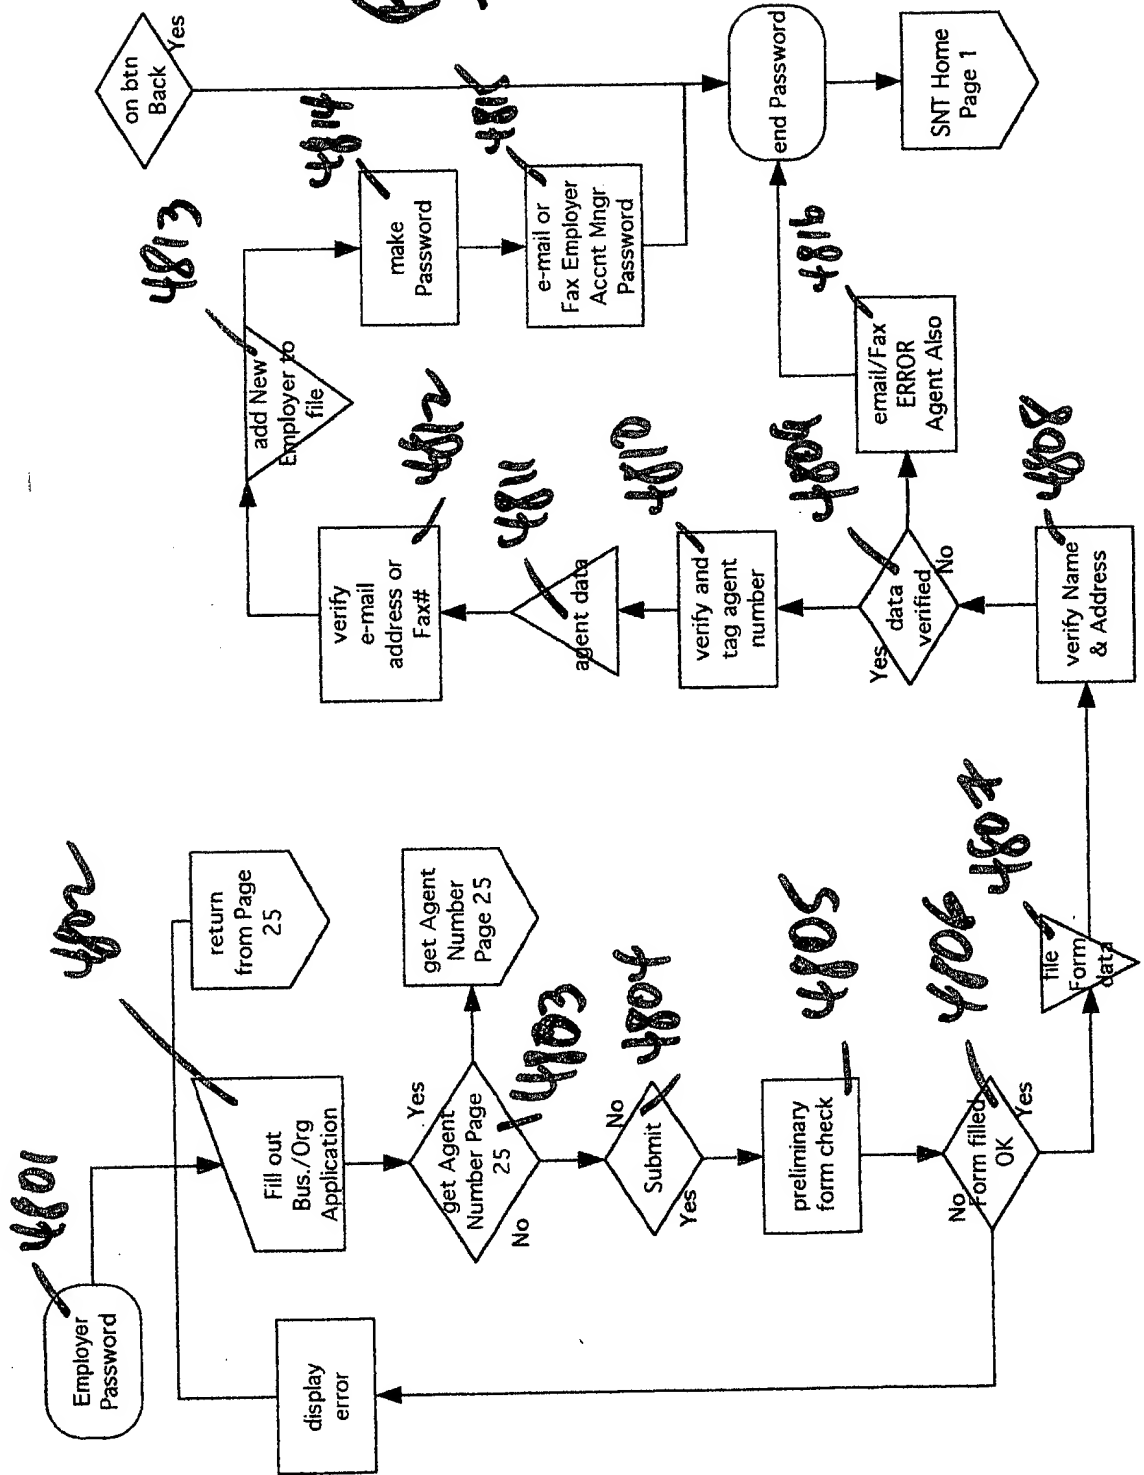 4801
Employer
Password
4802
Fill out
Bus./Org
Application
return
from Page
25
display
error
get Agent
Number Page
25
Yes
No
4803
get Agent
Number
Page 25
Submit
No
Yes
4804
preliminary
form check
4805
Form filled
OK
No
Yes
4806
file
Form
data
4807
verify Name
& Address
4808
data
verified
Yes
No
4809
email/Fax
ERROR
Agent Also
4816
verify and
tag agent
number
4810
agent data
4811
verify
e-mail
address or
Fax#
4812
add New
Employer to
file
4813
make
Password
4814
e-mail or
Fax Employer
Accnt Mngr
Password
4815
on btn
Back
Yes
end Password
SNT Home
Page 1